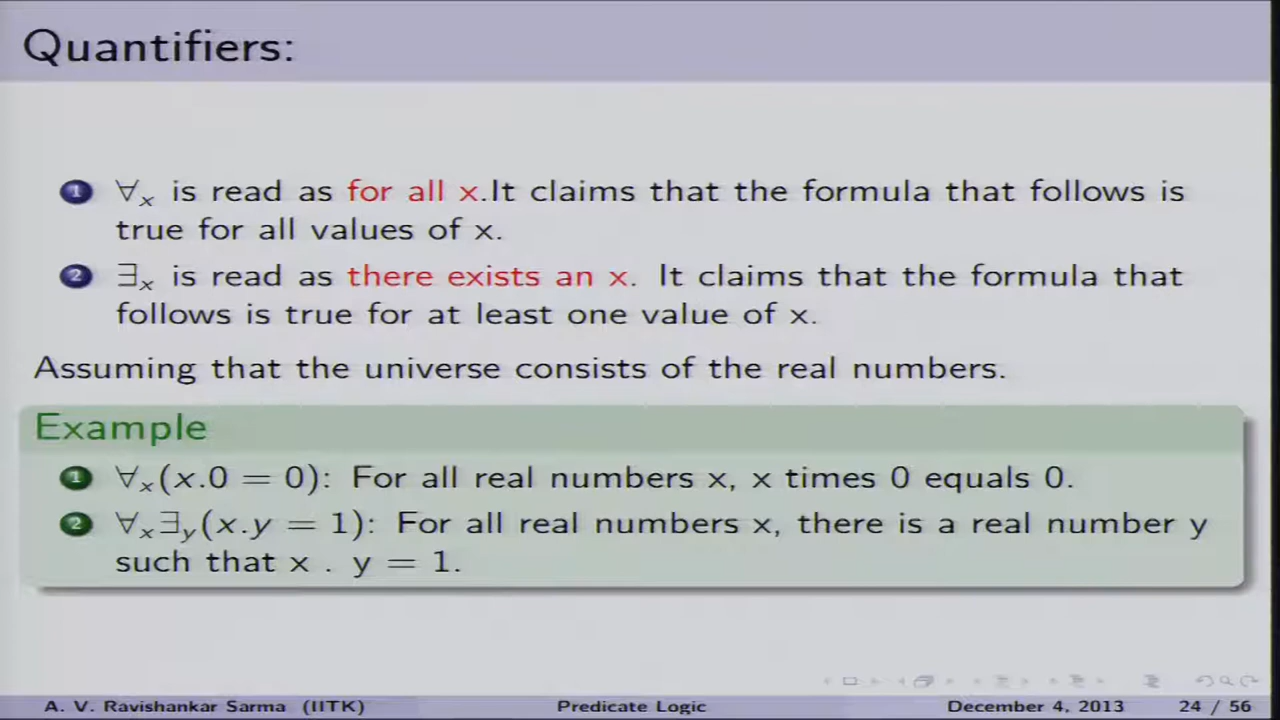 Quantifiers:
1 ∀x is read as for all x.It claims that the formula that follows is
true for all values of x.
2 ∃x is read as there exists an x. It claims that the formula that
follows is true for at least one value of x.
Assuming that the universe consists of the real numbers.
Example
1 ∀x(x.0 = 0): For all real numbers x, x times 0 equals 0.
2 ∀x∃y(x.y = 1): For all real numbers x, there is a real number y
such that x . y = 1.
A. V. Ravishankar Sarma (IITK) Predicate Logic December 4, 2013 24 / 56